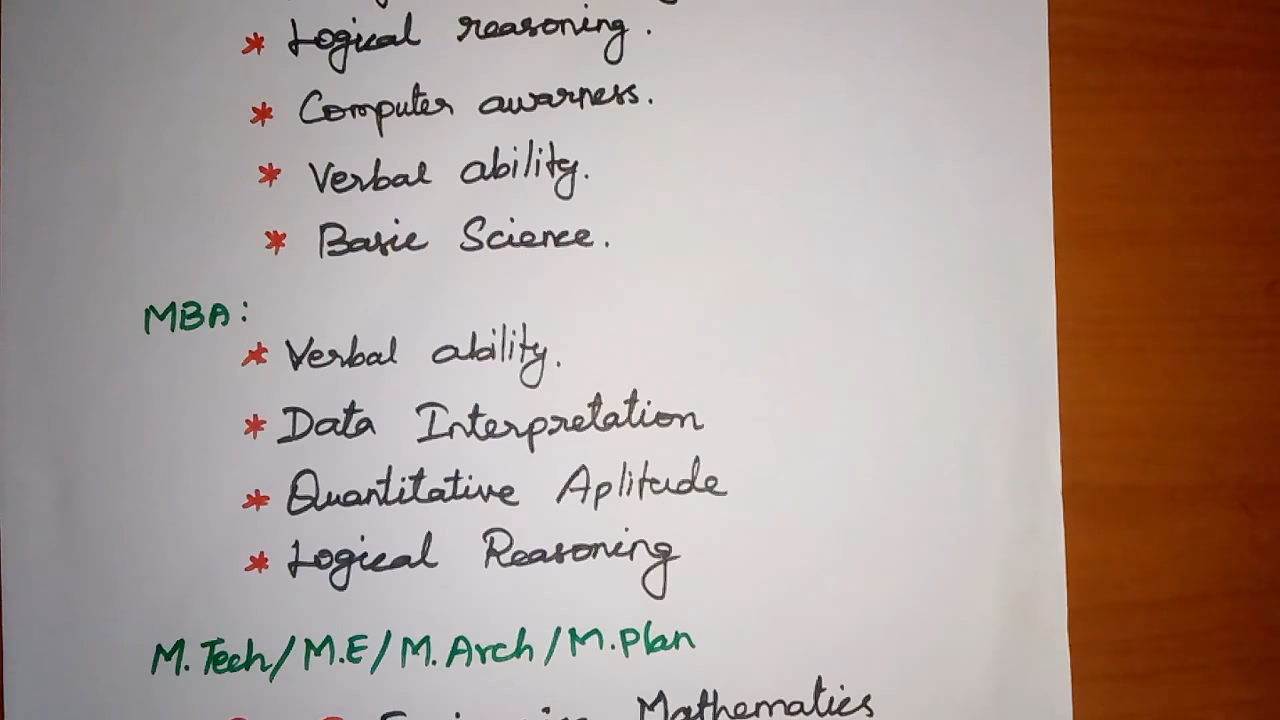 * Logical reasoning.
* Computer awarness.
* Verbal ability.
* Basic Science.
MBA:
* Verbal ability.
* Data Interpretation
* Quantitative Aplitude
* Logical Reasoning
M.Tech/M.E/M.Arch/M.Plan
Mathematics